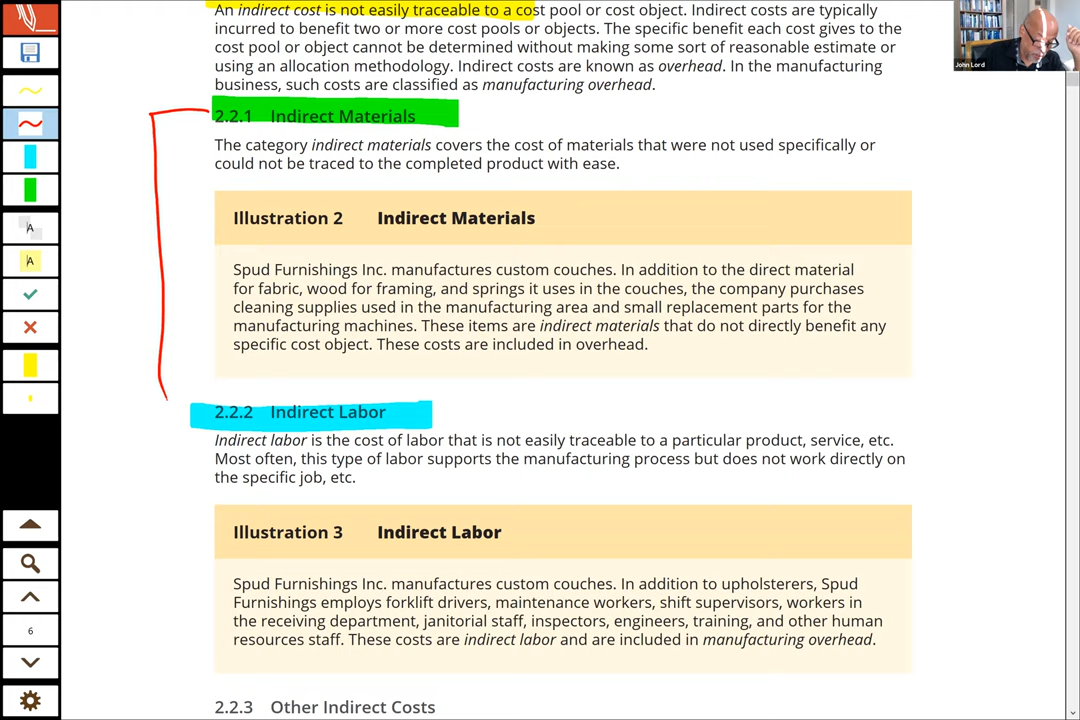 An indirect cost is not easily traceable to a cost pool or cost object. Indirect costs are typically
incurred to benefit two or more cost pools or objects. The specific benefit each cost gives to the
cost pool or object cannot be determined without making some sort of reasonable estimate or
using an allocation methodology. Indirect costs are known as overhead. In the manufacturing
business, such costs are classified as manufacturing overhead.
John Lord
2.2.1 Indirect Materials
The category indirect materials covers the cost of materials that were not used specifically or
could not be traced to the completed product with ease.
Illustration 2 Indirect Materials
Spud Furnishings Inc. manufactures custom couches. In addition to the direct material
for fabric, wood for framing, and springs it uses in the couches, the company purchases
cleaning supplies used in the manufacturing area and small replacement parts for the
manufacturing machines. These items are indirect materials that do not directly benefit any
specific cost object. These costs are included in overhead.
2.2.2 Indirect Labor
Indirect labor is the cost of labor that is not easily traceable to a particular product, service, etc.
Most often, this type of labor supports the manufacturing process but does not work directly on
the specific job, etc.
Illustration 3 Indirect Labor
Spud Furnishings Inc. manufactures custom couches. In addition to upholsterers, Spud
Furnishings employs forklift drivers, maintenance workers, shift supervisors, workers in
the receiving department, janitorial staff, inspectors, engineers, training, and other human
resources staff. These costs are indirect labor and are included in manufacturing overhead.
2.2.3 Other Indirect Costs
A
A
6